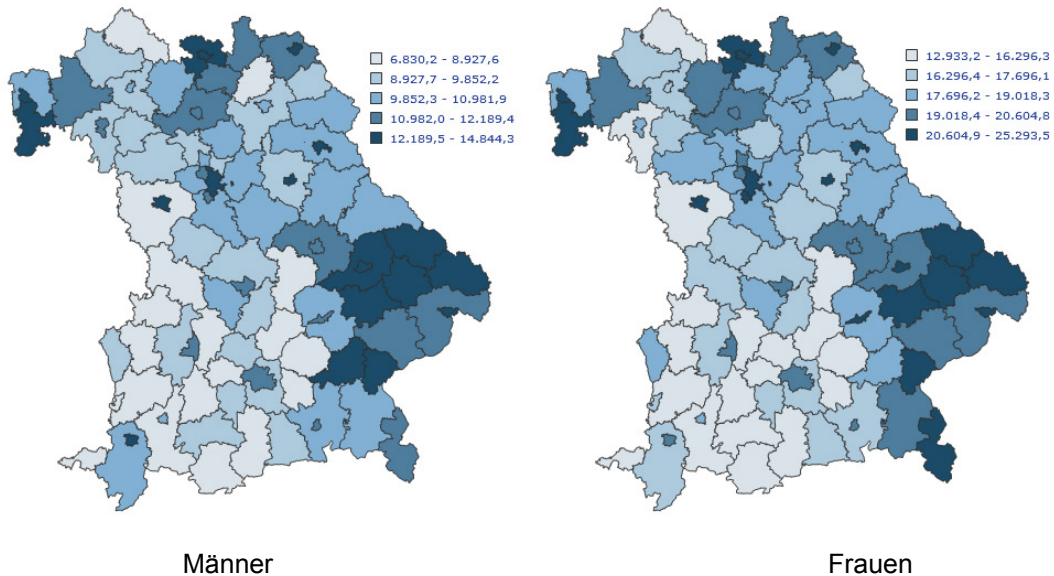 6.830,2 - 8.927,6
8.927,7 - 9.852,2
9.852,3 - 10.981,9
10.982,0 - 12.189,4
12.189,5 - 14.844,3
12.933,2 - 16.296,3
16.296,4 - 17.696,1
17.696,2 - 19.018,3
19.018,4 - 20.604,8
20.604,9 - 25.293,5
Männer
Frauen